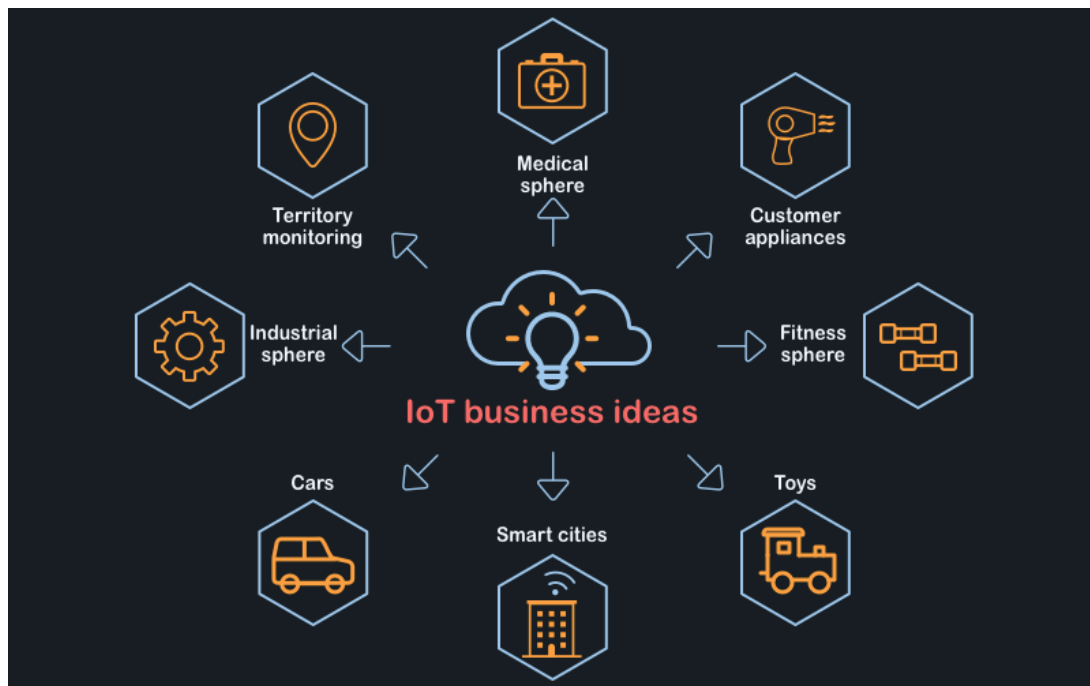 Medical
sphere
Territory
monitoring
Customer
appliances
Industrial
sphere
Fitness
sphere
IoT business ideas
Cars
Toys
Smart cities